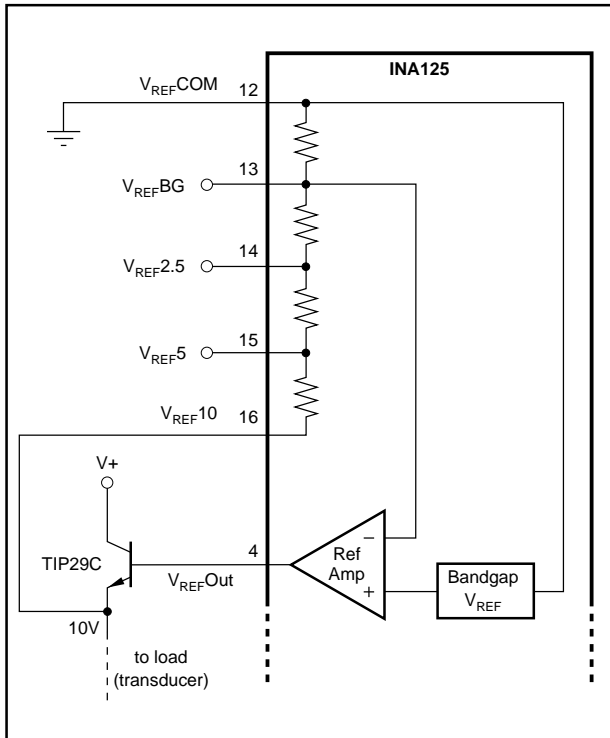 INA125
V_REFCOM
12
13
V_REFBG
14
V_REF2.5
15
V_REF5
V_REF10
16
V+
TIP29C
4
V_REFOut
Ref
Amp
−
+
Bandgap
V_REF
10V
to load
(transducer)